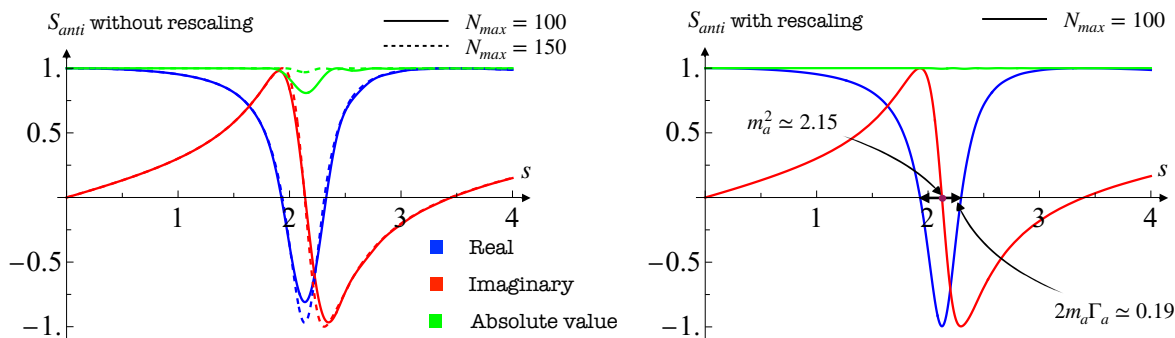 S_anti without rescaling
N_max = 100
N_max = 150
1.
0.5
−0.5
−1.
1
2
3
4
s
Real
Imaginary
Absolute value
S_anti with rescaling
N_max = 100
1.
0.5
−0.5
−1.
1
2
3
4
s
m_a^2 ≃ 2.15
2m_aΓ_a ≃ 0.19